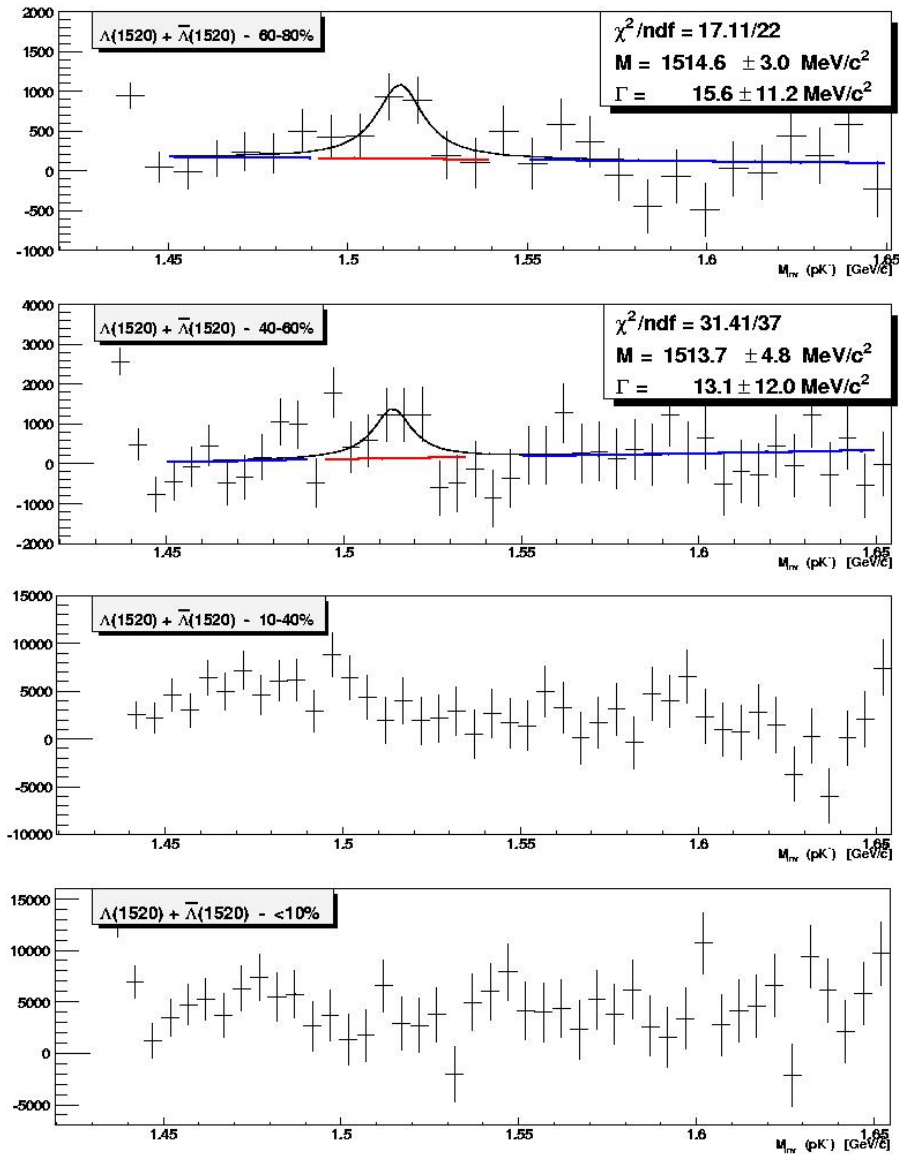 2000
Λ(1520) + Λ̅(1520) - 60-80%
χ²/ndf = 17.11/22
M = 1514.6 ±3.0 MeV/c²
Γ = 15.6 ±11.2 MeV/c²
1500
1000
500
0
-500
-1000
1.45 1.5 1.55 1.6 1.65
M_inv (pK⁻) [GeV/c]
4000
Λ(1520) + Λ̅(1520) - 40-60%
χ²/ndf = 31.41/37
M = 1513.7 ±4.8 MeV/c²
Γ = 13.1 ±12.0 MeV/c²
3000
2000
1000
0
-1000
-2000
1.45 1.5 1.55 1.6 1.65
M_inv (pK⁻) [GeV/c]
15000
Λ(1520) + Λ̅(1520) - 10-40%
10000
5000
0
-5000
-10000
1.45 1.5 1.55 1.6 1.65
M_inv (pK⁻) [GeV/c]
15000
Λ(1520) + Λ̅(1520) - <10%
10000
5000
0
-5000
1.45 1.5 1.55 1.6 1.65
M_inv (pK⁻) [GeV/c]